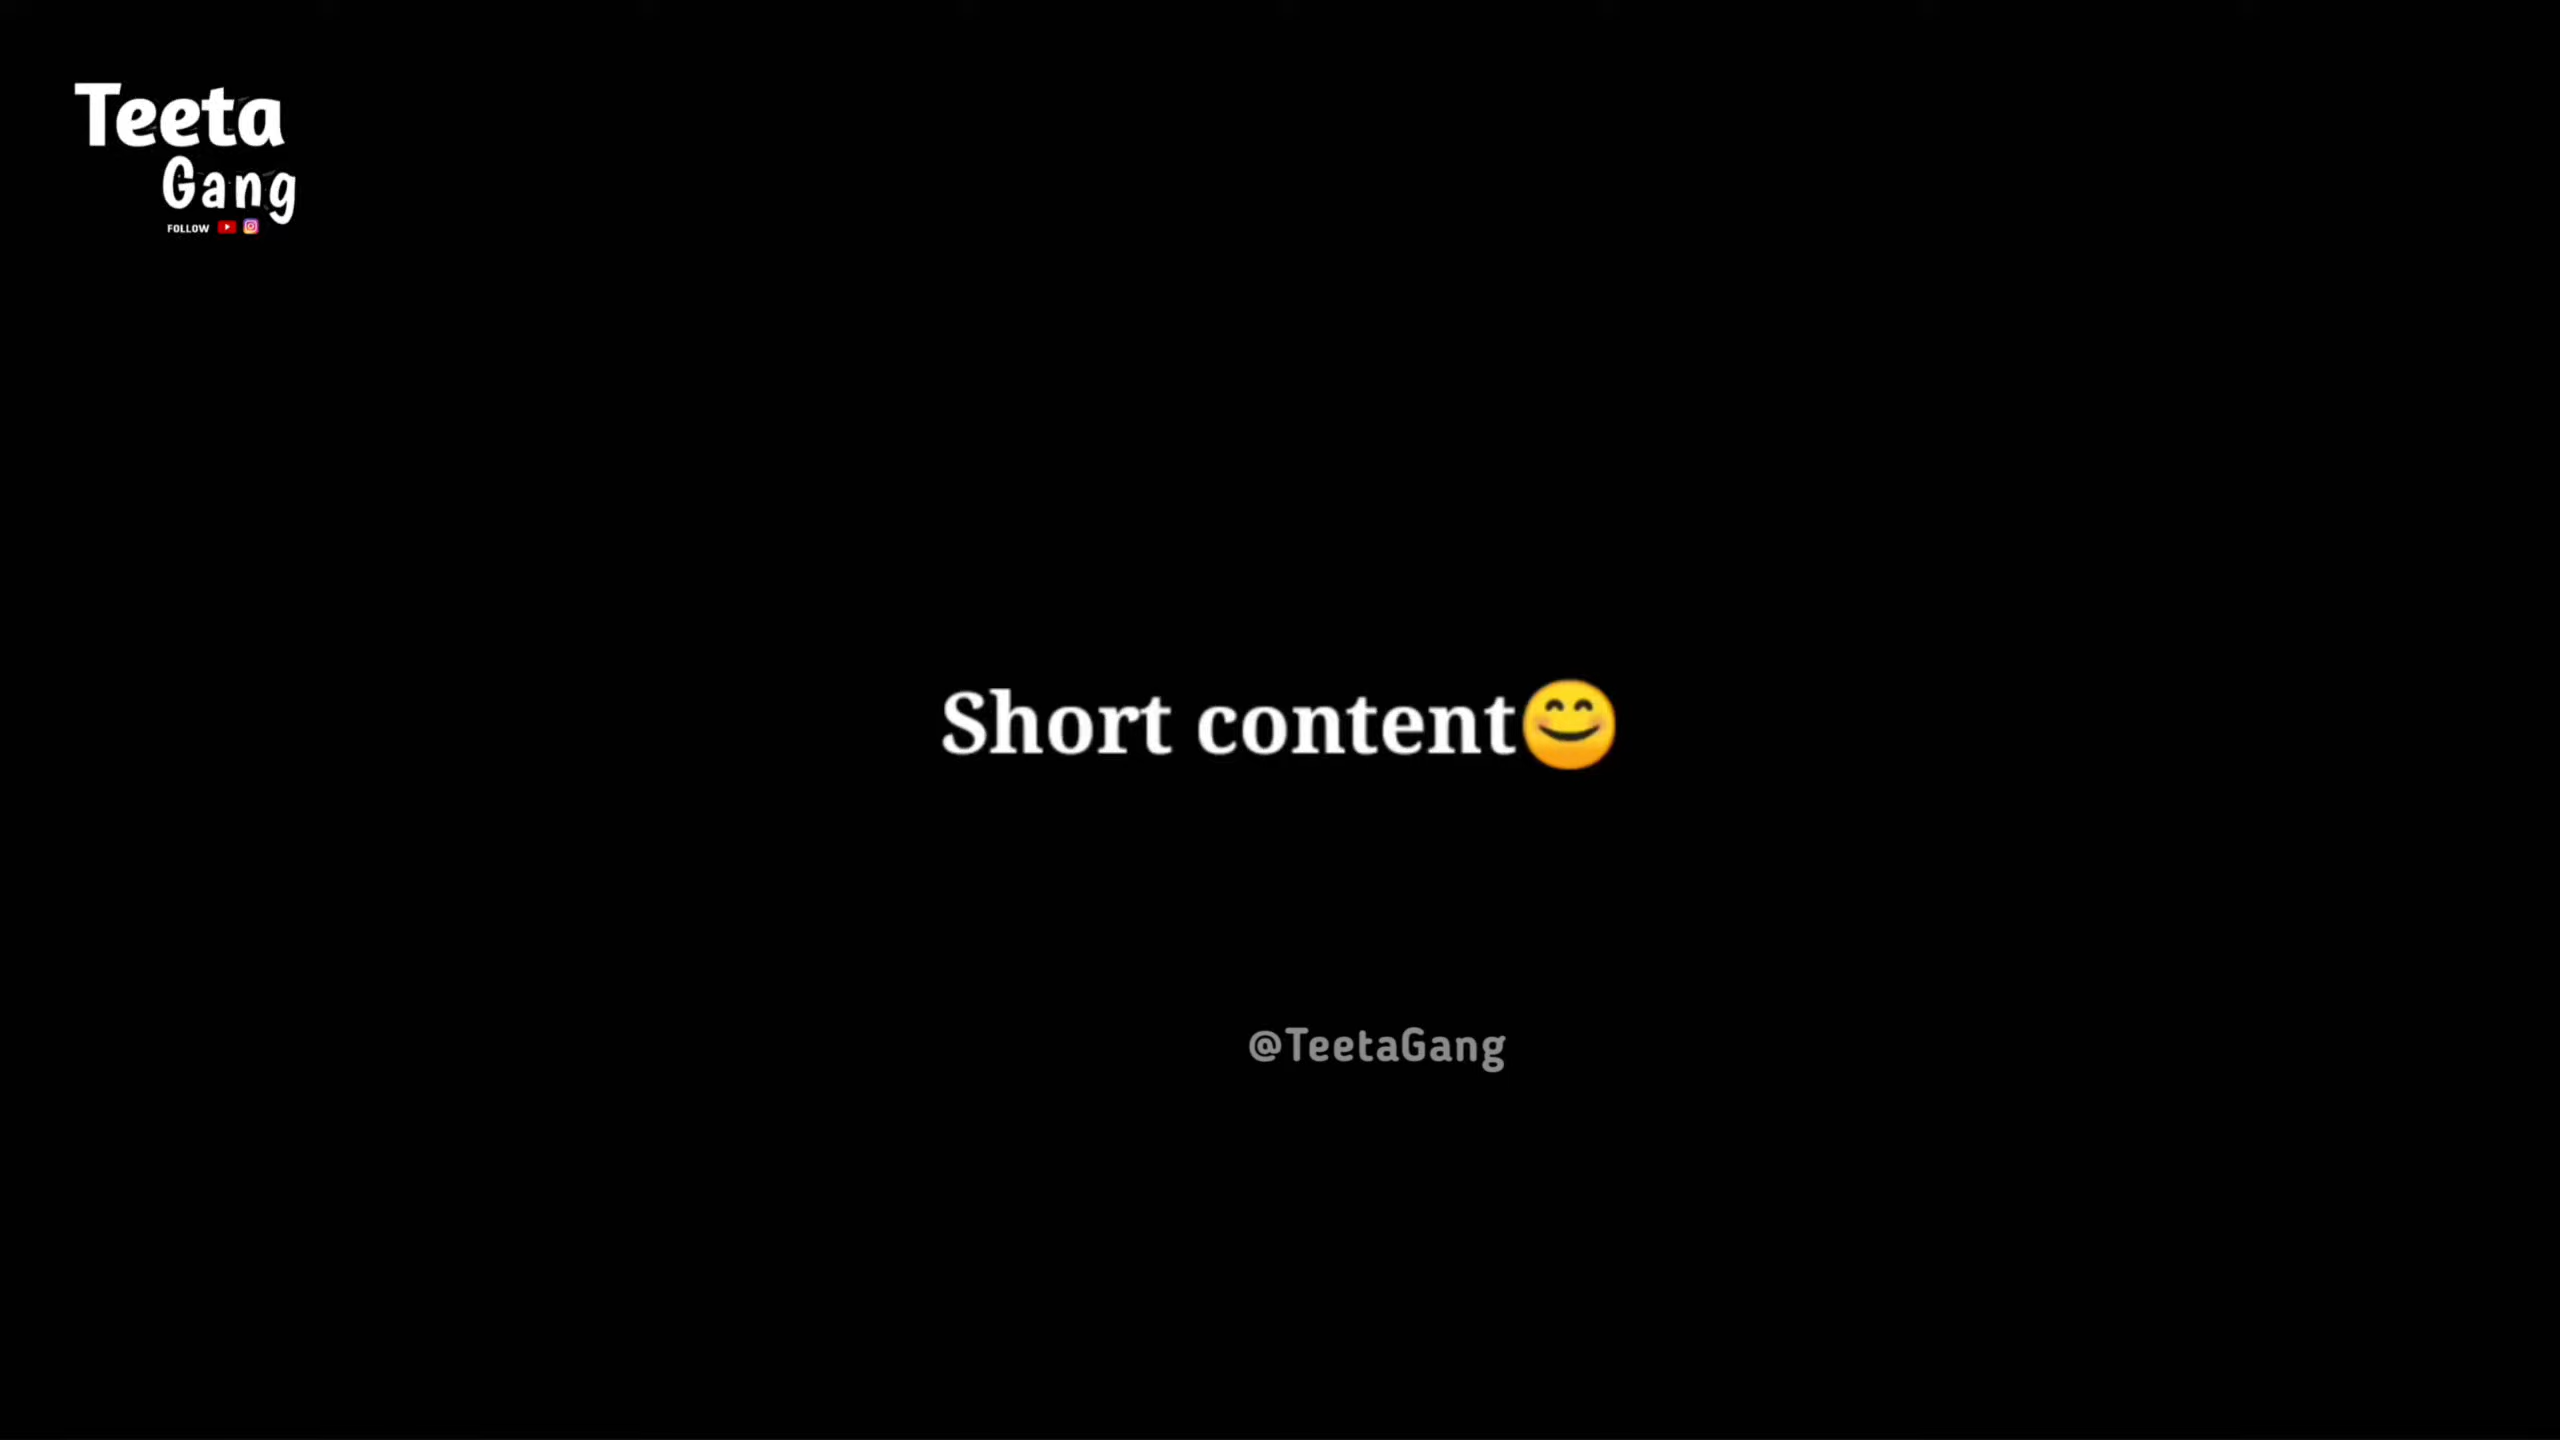 Teeta
Gang
FOLLOW
Short content😊
@TeetaGang